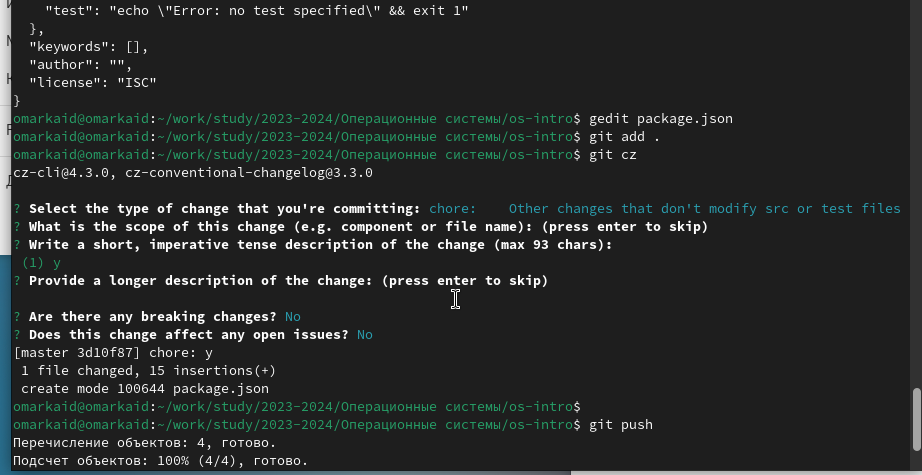 "test": "echo \"Error: no test specified\" && exit 1"
},
"keywords": [],
"author": "",
"license": "ISC"
}
omarkaid@omarkaid:~/work/study/2023-2024/Операционные системы/os-intro$ gedit package.json
omarkaid@omarkaid:~/work/study/2023-2024/Операционные системы/os-intro$ git add .
omarkaid@omarkaid:~/work/study/2023-2024/Операционные системы/os-intro$ git cz
cz-cli@4.3.0, cz-conventional-changelog@3.3.0
? Select the type of change that you're committing: chore:    Other changes that don't modify src or test files
? What is the scope of this change (e.g. component or file name): (press enter to skip)
? Write a short, imperative tense description of the change (max 93 chars):
(1) y
? Provide a longer description of the change: (press enter to skip)
? Are there any breaking changes? No
? Does this change affect any open issues? No
[master 3d10f87] chore: y
1 file changed, 15 insertions(+)
create mode 100644 package.json
omarkaid@omarkaid:~/work/study/2023-2024/Операционные системы/os-intro$
omarkaid@omarkaid:~/work/study/2023-2024/Операционные системы/os-intro$ git push
Перечисление объектов: 4, готово.
Подсчет объектов: 100% (4/4), готово.